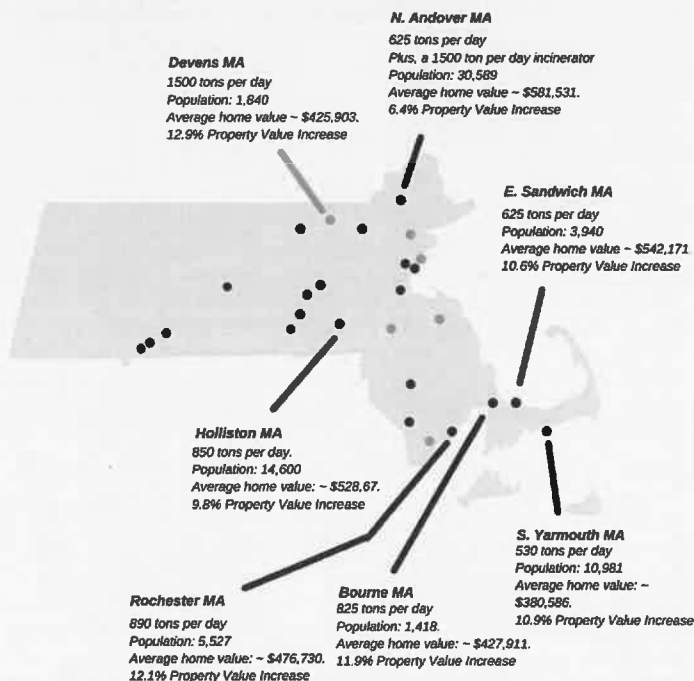 N. Andover MA
625 tons per day
Plus, a 1500 ton per day incinerator
Population: 30,589
Average home value ~ $581,531.
6.4% Property Value Increase
Devens MA
1500 tons per day
Population: 1,840
Average home value ~ $425,903.
12.9% Property Value Increase
E. Sandwich MA
625 tons per day
Population: 3,940
Average home value ~ $542,171
10.6% Property Value Increase
Holliston MA
850 tons per day.
Population: 14,600
Average home value: ~ $528,67.
9.8% Property Value Increase
S. Yarmouth MA
530 tons per day
Population: 10,981
Average home value: ~
$380,586.
10.9% Property Value Increase
Rochester MA
890 tons per day
Population: 5,527
Average home value: ~ $476,730.
12.1% Property Value Increase
Bourne MA
825 tons per day
Population: 1,418.
Average home value: ~ $427,911.
11.9% Property Value Increase